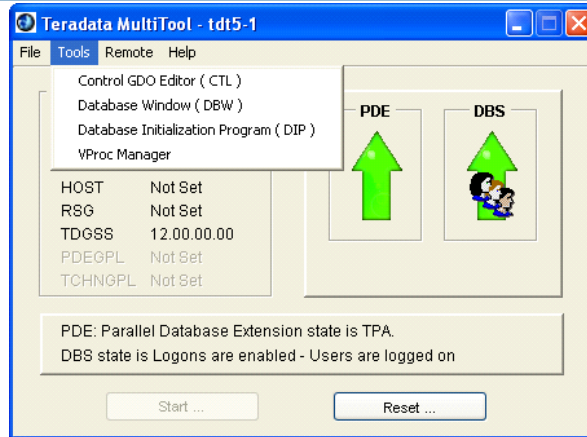 Teradata MultiTool - tdt5-1
File Tools Remote Help
Control GDO Editor ( CTL )
Database Window ( DBW )
Database Initialization Program ( DIP )
VProc Manager
PDE
DBS
HOST Not Set
RSG Not Set
TDGSS 12.00.00.00
PDEGPL Not Set
TCHNGPL Not Set
PDE: Parallel Database Extension state is TPA.
DBS state is Logons are enabled - Users are logged on
Start ...
Reset ...